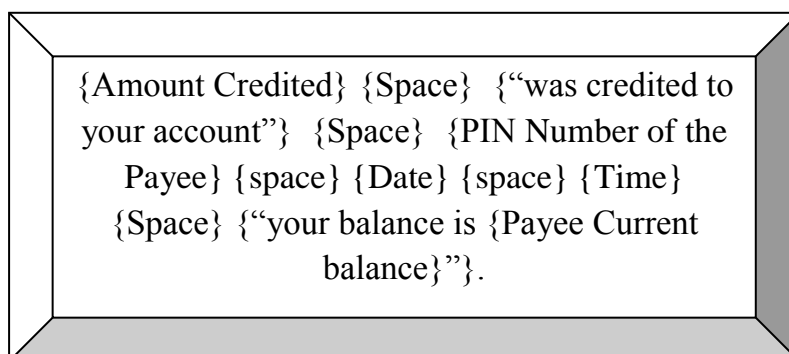 {Amount Credited} {Space} {“was credited to
your account”} {Space} {PIN Number of the
Payee} {space} {Date} {space} {Time}
{Space} {“your balance is {Payee Current
balance}”}.